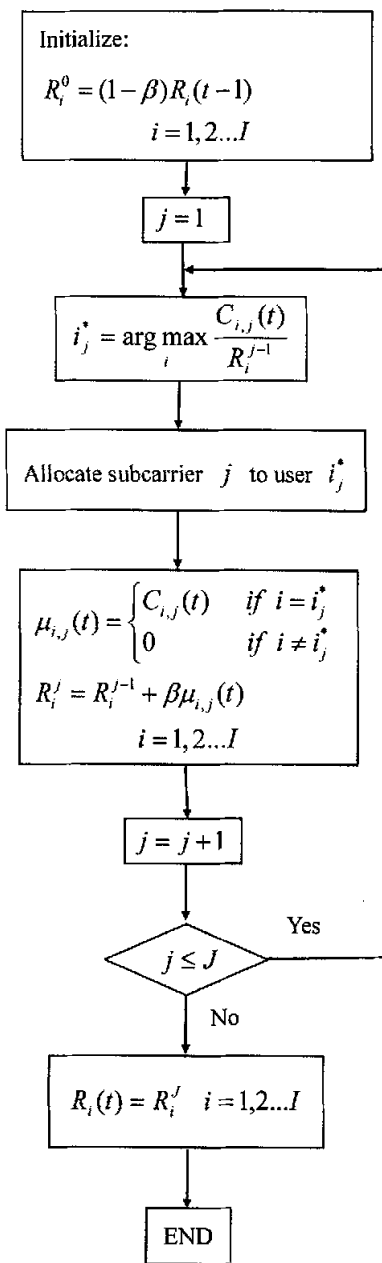 Initialize:
R_i^0 = (1−β)R_i(t−1)
i = 1, 2...I
j = 1
i_j^* = arg max_i C_{i,j}(t) / R_i^{j−1}
Allocate subcarrier j to user i_j^*
μ_{i,j}(t) = { C_{i,j}(t) if i = i_j^*
0 if i ≠ i_j^*
R_i^j = R_i^{j−1} + βμ_{i,j}(t)
i = 1, 2...I
j = j+1
Yes
j ≤ J
No
R_i(t) = R_i^J i = 1,2...I
END